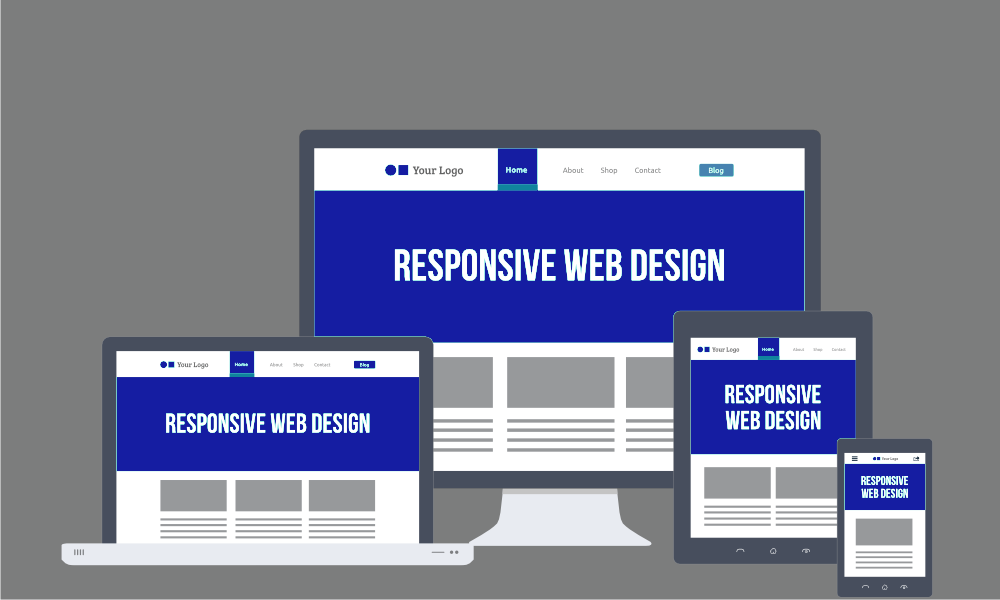 Your Logo Home About Shop Contact Blog
RESPONSIVE WEB DESIGN
Your Logo Home About Shop Contact Blog
RESPONSIVE WEB DESIGN
Your Logo Home About Shop Contact
RESPONSIVE
WEB DESIGN
Your Logo
RESPONSIVE
WEB DESIGN